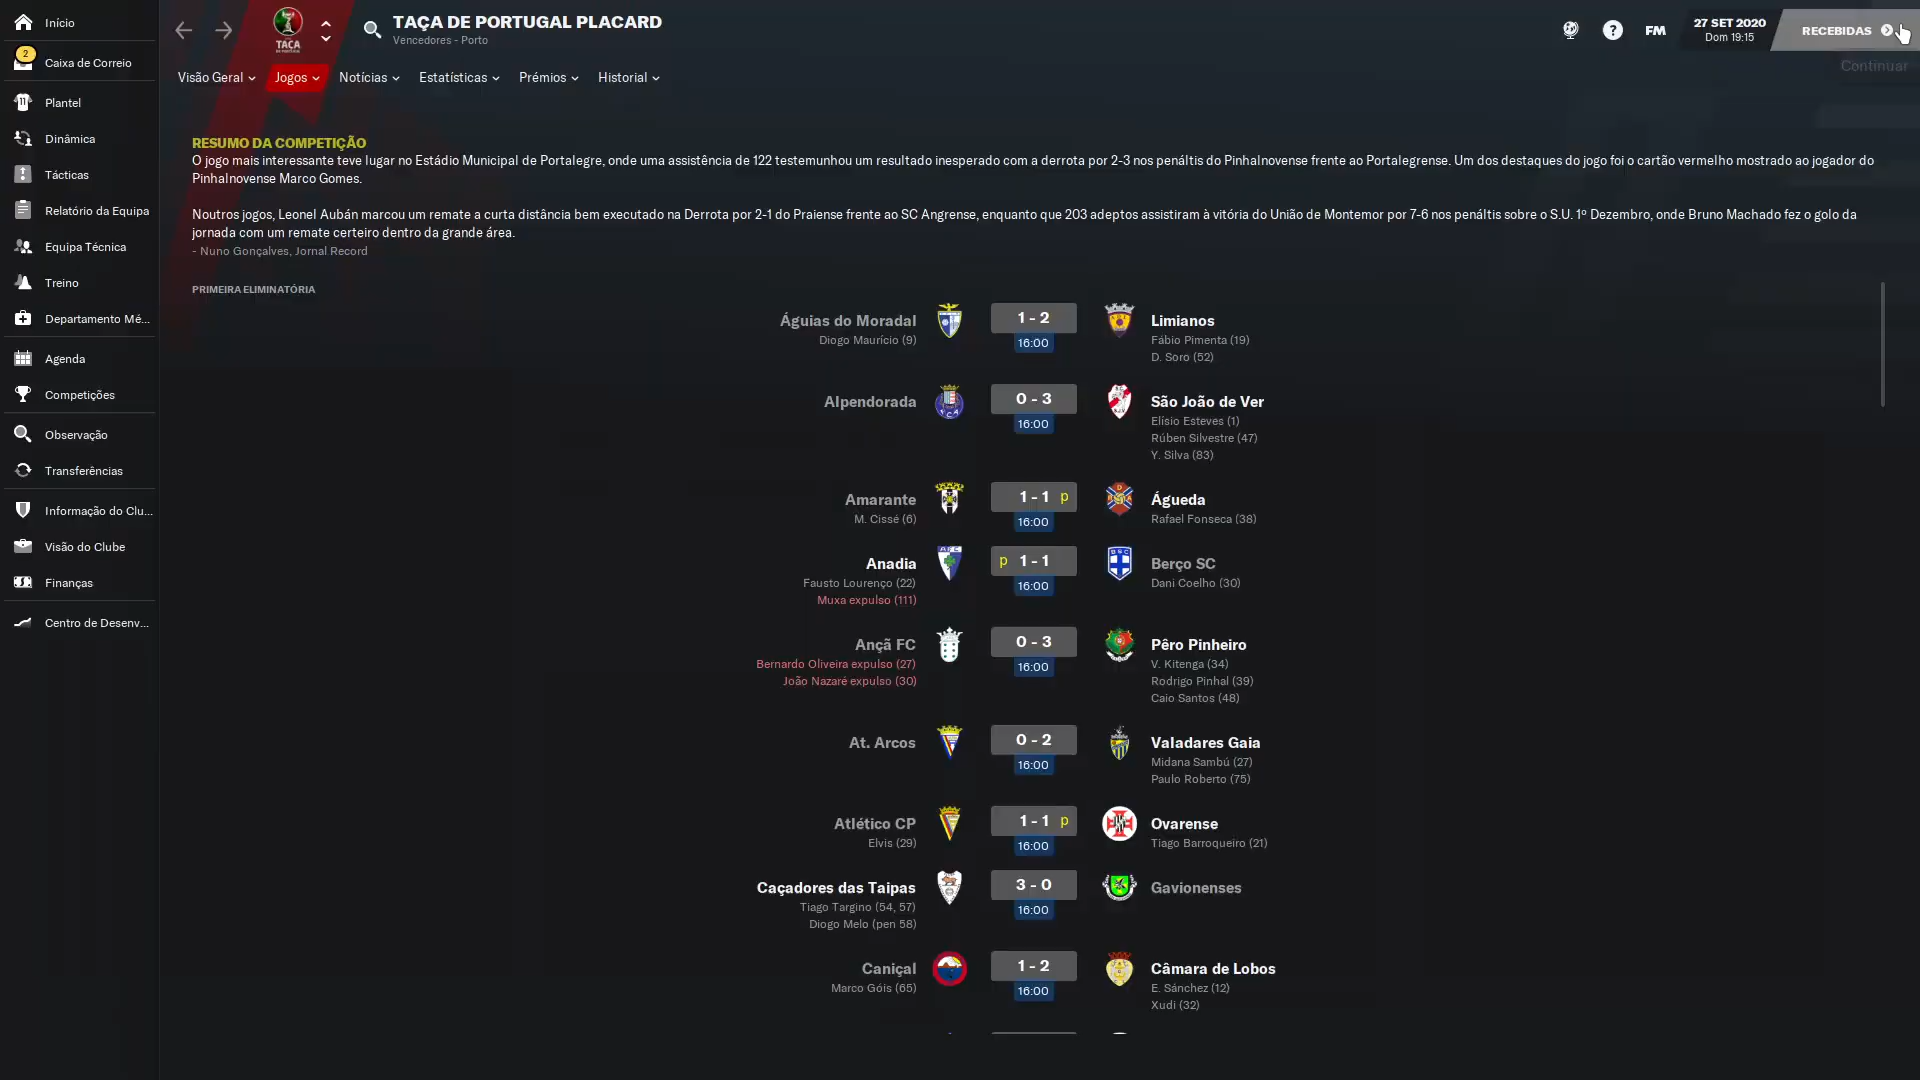 Início
2
Caixa de Correio
Plantel
Dinâmica
Tácticas
Relatório da Equipa
Equipa Técnica
Treino
Departamento Mé...
Agenda
Competições
Observação
Transferências
Informação do Clu...
Visão do Clube
Finanças
Centro de Desenv...
TAÇA
TAÇA DE PORTUGAL PLACARD
Vencedores - Porto
FM
27 SET 2020
Dom 19:15
RECEBIDAS
Continuar
Visão Geral
Jogos
Notícias
Estatísticas
Prémios
Historial
RESUMO DA COMPETIÇÃO
O jogo mais interessante teve lugar no Estádio Municipal de Portalegre, onde uma assistência de 122 testemunhou um resultado inesperado com a derrota por 2-3 nos penáltis do Pinhalnovense frente ao Portalegrense. Um dos destaques do jogo foi o cartão vermelho mostrado ao jogador do
Pinhalnovense Marco Gomes.
Noutros jogos, Leonel Aubán marcou um remate a curta distância bem executado na Derrota por 2-1 do Praiense frente ao SC Angrense, enquanto que 203 adeptos assistiram à vitória do União de Montemor por 7-6 nos penáltis sobre o S.U. 1º Dezembro, onde Bruno Machado fez o golo da
jornada com um remate certeiro dentro da grande área.
- Nuno Gonçalves, Jornal Record
PRIMEIRA ELIMINATÓRIA
Águias do Moradal 1 - 2 Limianos
Diogo Maurício (9) 16:00 Fábio Pimenta (19)
D. Soro (52)
Alpendorada 0 - 3 São João de Ver
16:00 Elísio Esteves (1)
Rúben Silvestre (47)
Y. Silva (83)
Amarante 1 - 1 p Águeda
M. Cissé (6) 16:00 Rafael Fonseca (38)
Anadia p 1 - 1 Berço SC
Fausto Lourenço (22) 16:00 Dani Coelho (30)
Muxa expulso (111)
Ançã FC 0 - 3 Pêro Pinheiro
Bernardo Oliveira expulso (27) 16:00 V. Kitenga (34)
João Nazaré expulso (30) Rodrigo Pinhal (39)
Caio Santos (48)
At. Arcos 0 - 2 Valadares Gaia
16:00 Midana Sambú (27)
Paulo Roberto (75)
Atlético CP 1 - 1 p Ovarense
Elvis (29) 16:00 Tiago Barroqueiro (21)
Caçadores das Taipas 3 - 0 Gavionenses
Tiago Targino (54, 57) 16:00
Diogo Melo (pen 58)
Caniçal 1 - 2 Câmara de Lobos
Marco Góis (65) 16:00 E. Sánchez (12)
Xudi (32)